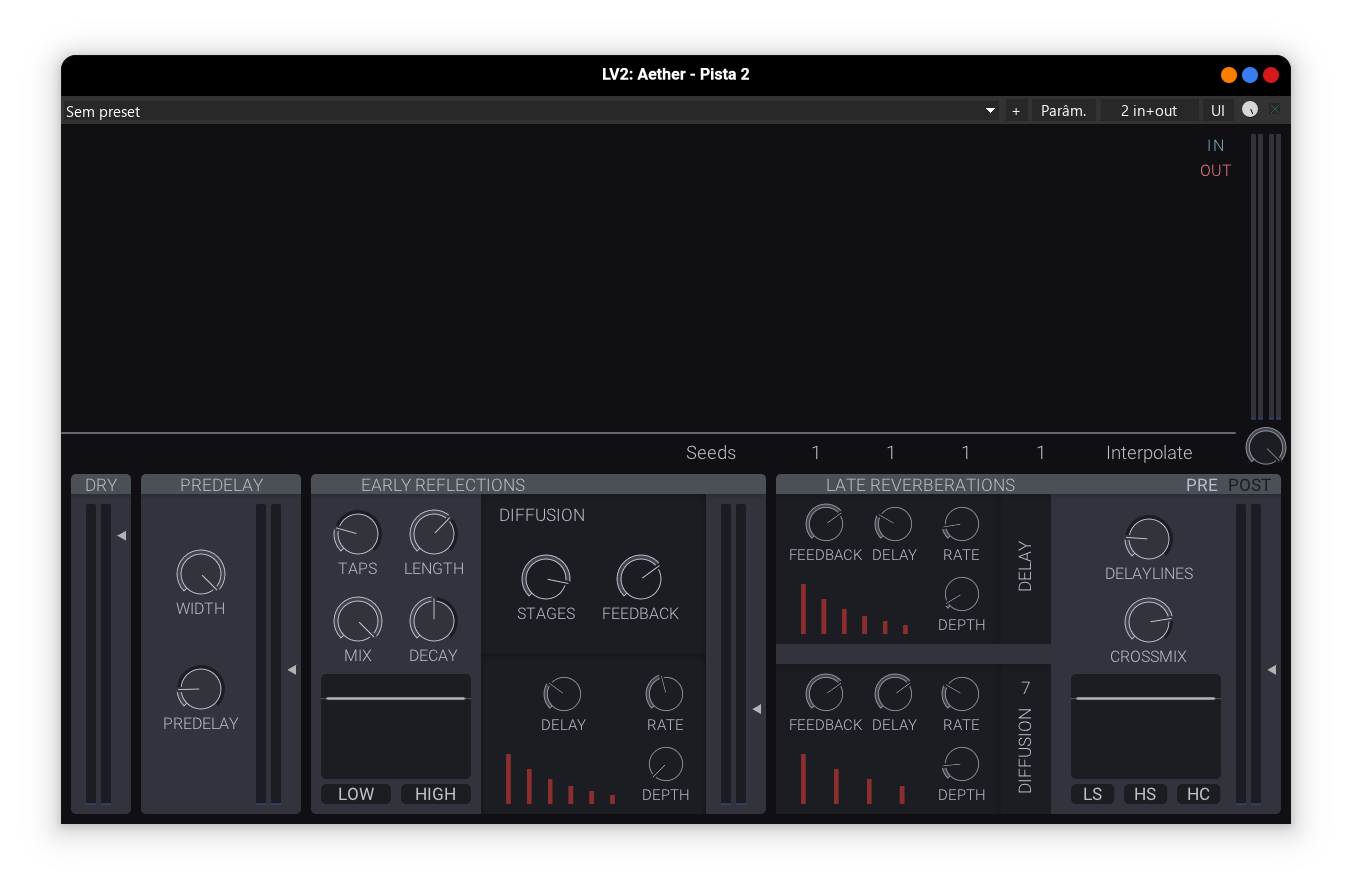 LV2: Aether - Pista 2
Sem preset + Parâm. 2 in+out UI
IN
OUT
Seeds 1 1 1 1 Interpolate
DRY PREDELAY EARLY REFLECTIONS LATE REVERBERATIONS PRE POST
WIDTH
PREDELAY
TAPS LENGTH
MIX DECAY
LOW HIGH
DIFFUSION
STAGES FEEDBACK
DELAY RATE
DEPTH
FEEDBACK DELAY RATE
DEPTH
DELAY
FEEDBACK DELAY RATE
DEPTH
7
DIFFUSION
DELAYLINES
CROSSMIX
LS HS HC